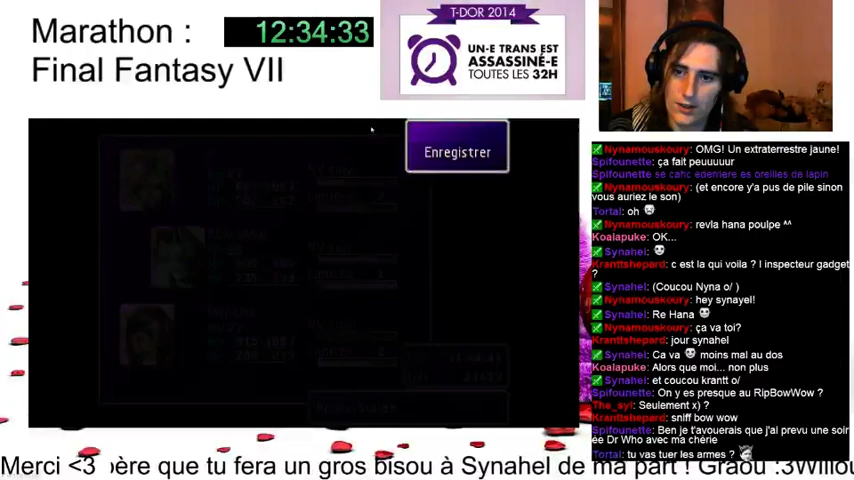 Marathon :
Final Fantasy VII
12:34:33
T-DOR 2014
UN-E TRANS EST
ASSASSINÉ-E
TOUTES LES 32H
Enregistrer
Nynamouskoury: OMG! Un extraterrestre jaune!
Spifounette: ça fait peuuuuur
Spifounette se cahc ederriere es oreilles de lapin
Nynamouskoury: (et encore y'a pas de pile sinon
vous auriez le son)
Tortal: oh
Nynamouskoury: revla hana poulpe ^^
Koalapuke: OK...
Synahel:
Kranttshepard: c est la qui voila ? l inspecteur gadget
?
Synahel: (Coucou Nyna o/ )
Nynamouskoury: hey synayel!
Synahel: Re Hana
Nynamouskoury: ça va toi?
Kranttshepard: jour synahel
Synahel: Ca va moins mal au dos
Koalapuke: Alors que moi... non plus
Synahel: et coucou krantt o/
Spifounette: On y es presque au RipBowWow ?
The_syl: Seulement x) ?
Kranttshepard: sniff bow wow
Spifounette: Ben je t'avouerais que j'ai prevu une soir
ée Dr Who avec ma chérie
Tortal: tu vas tuer les armes ?
Merci <3 père que tu fera un gros bisou à Synahel de ma part ! Graou :3Willou